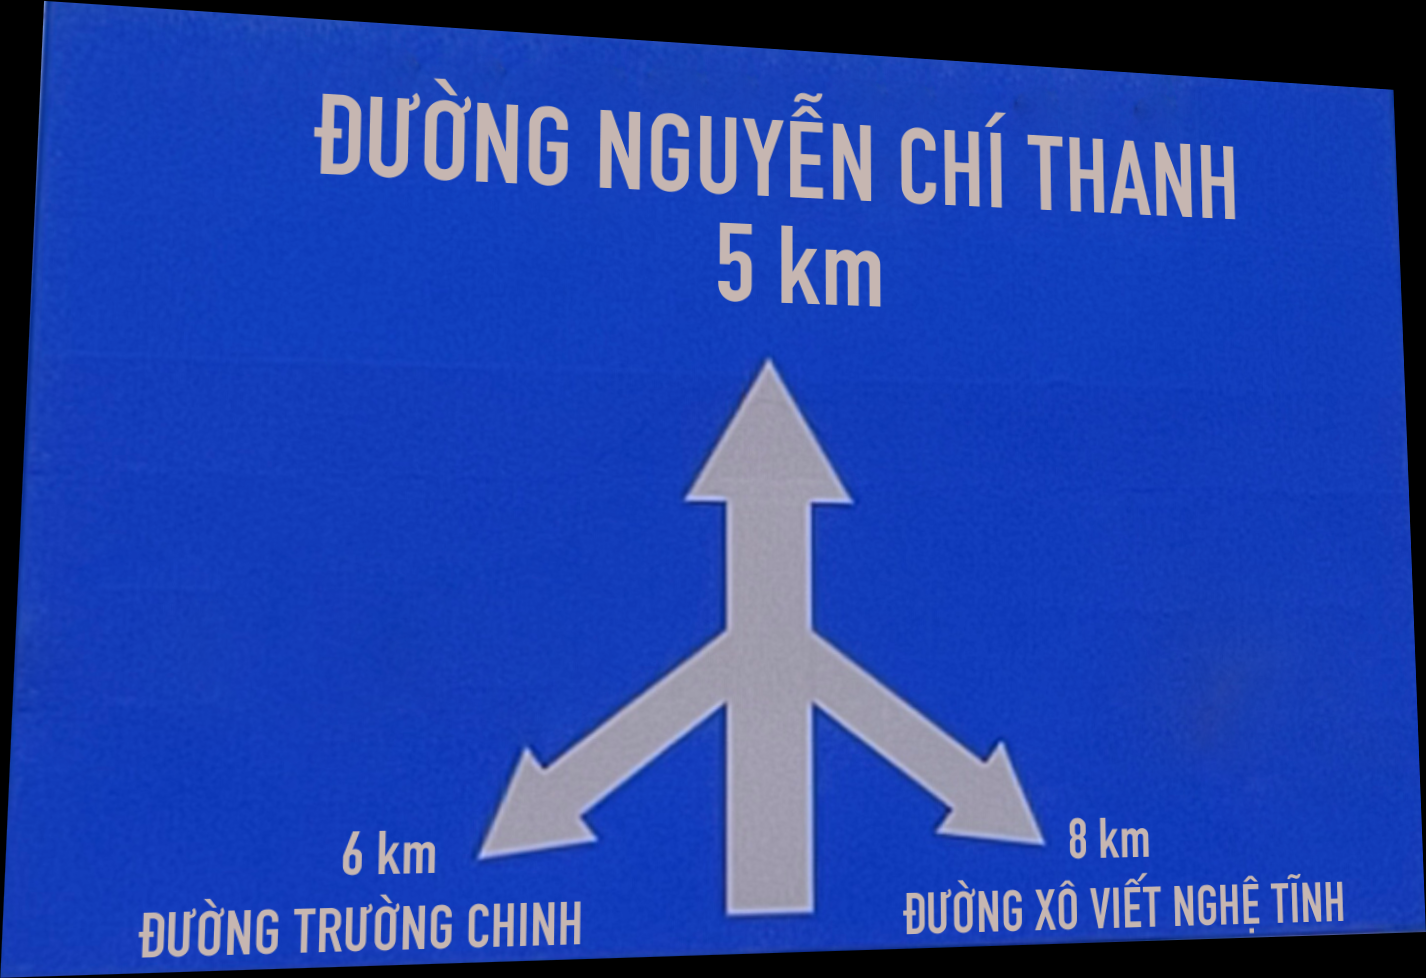 ĐƯỜNG NGUYỄN CHÍ THANH
5 km
6 km
ĐƯỜNG TRƯỜNG CHINH
8 km
ĐƯỜNG XÔ VIẾT NGHỆ TĨNH